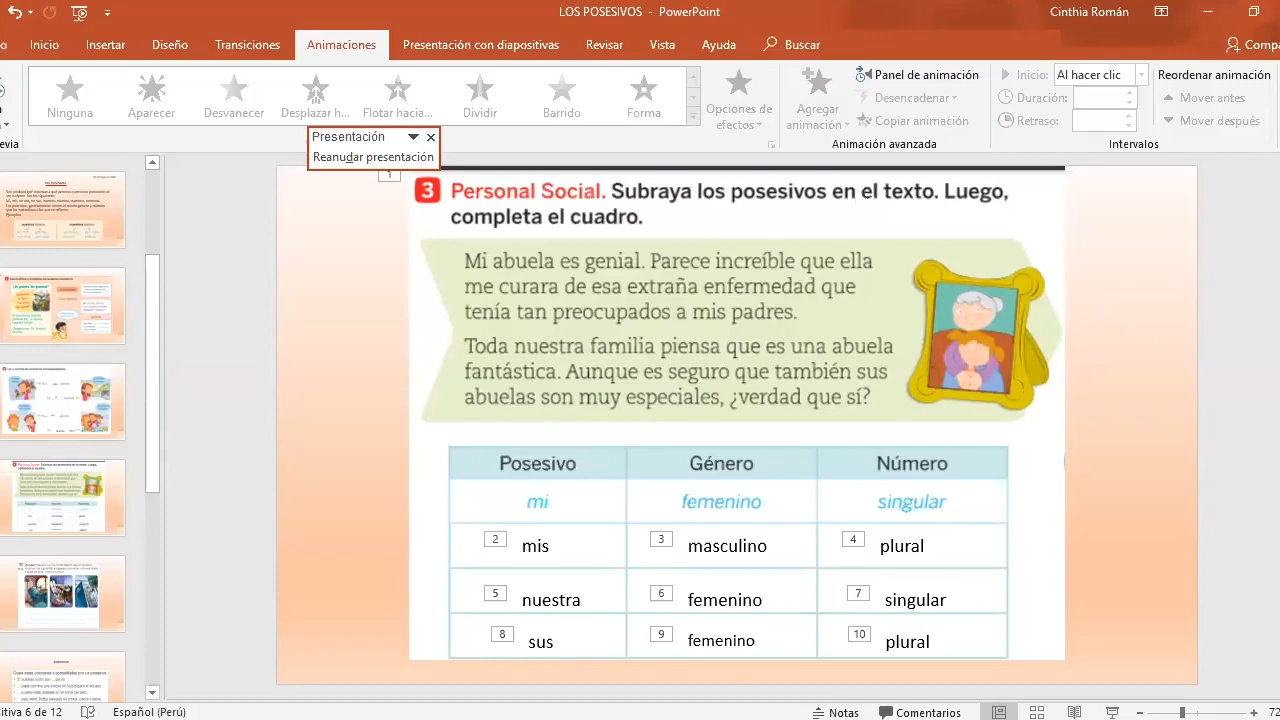 LOS POSESIVOS - PowerPoint
Cinthia Román
Inicio
Insertar
Diseño
Transiciones
Animaciones
Presentación con diapositivas
Revisar
Vista
Ayuda
Buscar
Ninguna
Aparecer
Desvanecer
Desplazar h...
Flotar hacia...
Dividir
Barrido
Forma
Opciones de
efectos
Agregar
animación
Panel de animación
Desencadenar
Copiar animación
Animación avanzada
Inicio: Al hacer clic
Duración:
Retraso:
Intervalos
Reordenar animación
Mover antes
Mover después
Presentación
Reanudar presentación
1
3 Personal Social. Subraya los posesivos en el texto. Luego,
completa el cuadro.
Mi abuela es genial. Parece increíble que ella
me curara de esa extraña enfermedad que
tenía tan preocupados a mis padres.
Toda nuestra familia piensa que es una abuela
fantástica. Aunque es seguro que también sus
abuelas son muy especiales, ¿verdad que sí?
Posesivo Género Número
mi femenino singular
2 mis 3 masculino 4 plural
5 nuestra 6 femenino 7 singular
8 sus 9 femenino 10 plural
6 de 12
Español (Perú)
Notas
Comentarios
72